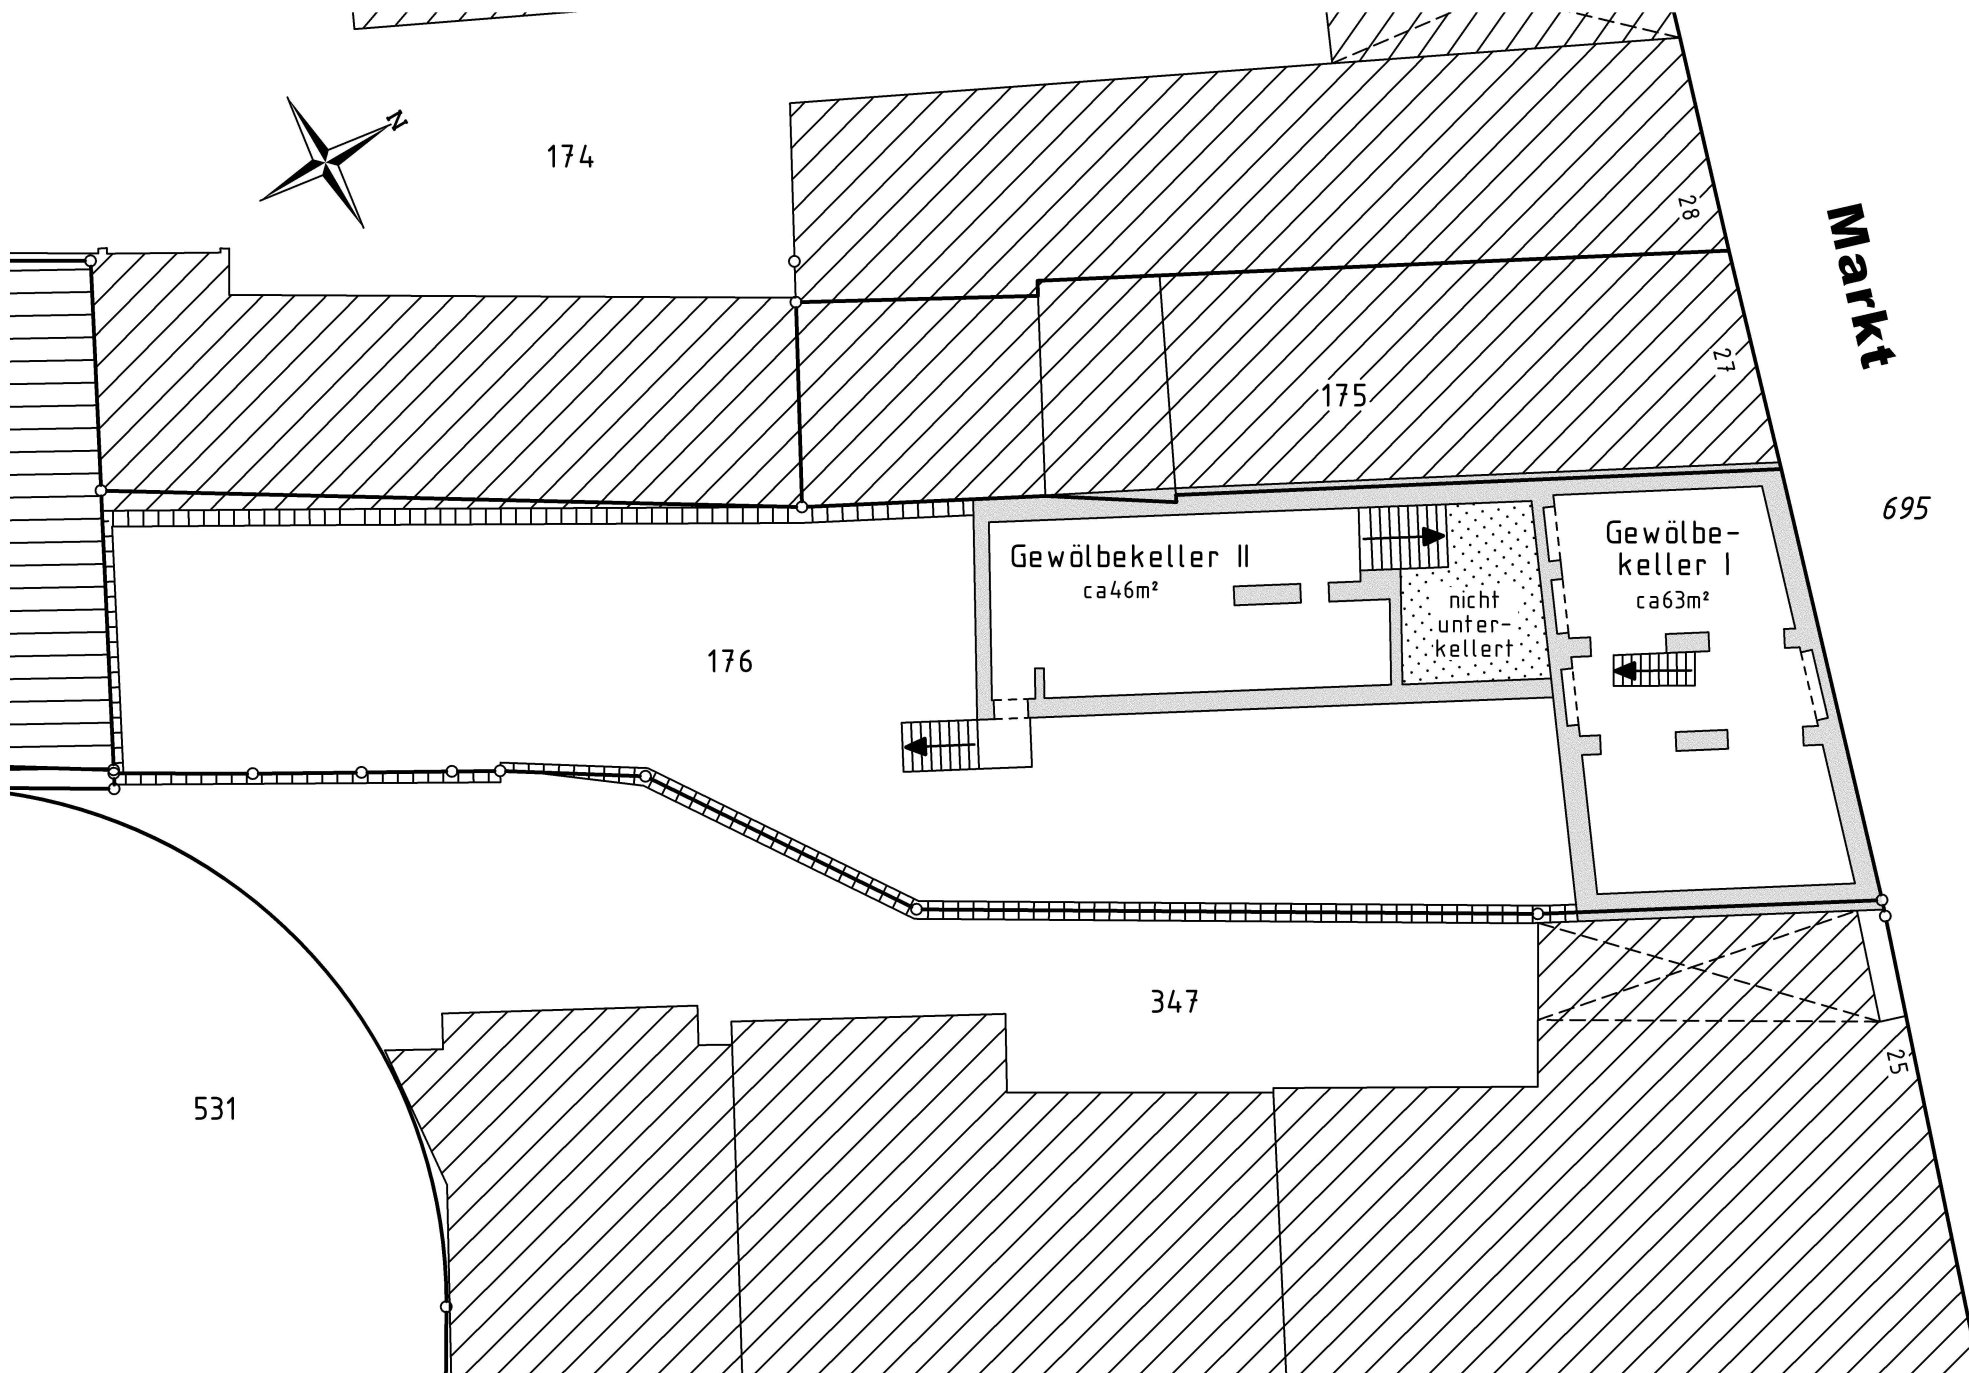 N
174
28
Markt
27
175
695
Gewölbekeller II
ca46m²
Gewölbe-
keller I
ca63m²
nicht
unter-
kellert
176
347
25
531